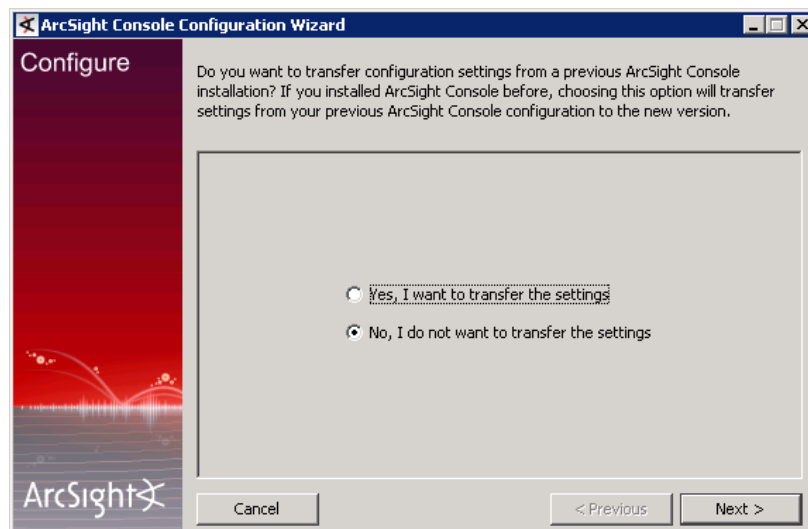 ArcSight Console Configuration Wizard
Configure
Do you want to transfer configuration settings from a previous ArcSight Console
installation? If you installed ArcSight Console before, choosing this option will transfer
settings from your previous ArcSight Console configuration to the new version.
Yes, I want to transfer the settings
No, I do not want to transfer the settings
ArcSight
Cancel
< Previous
Next >